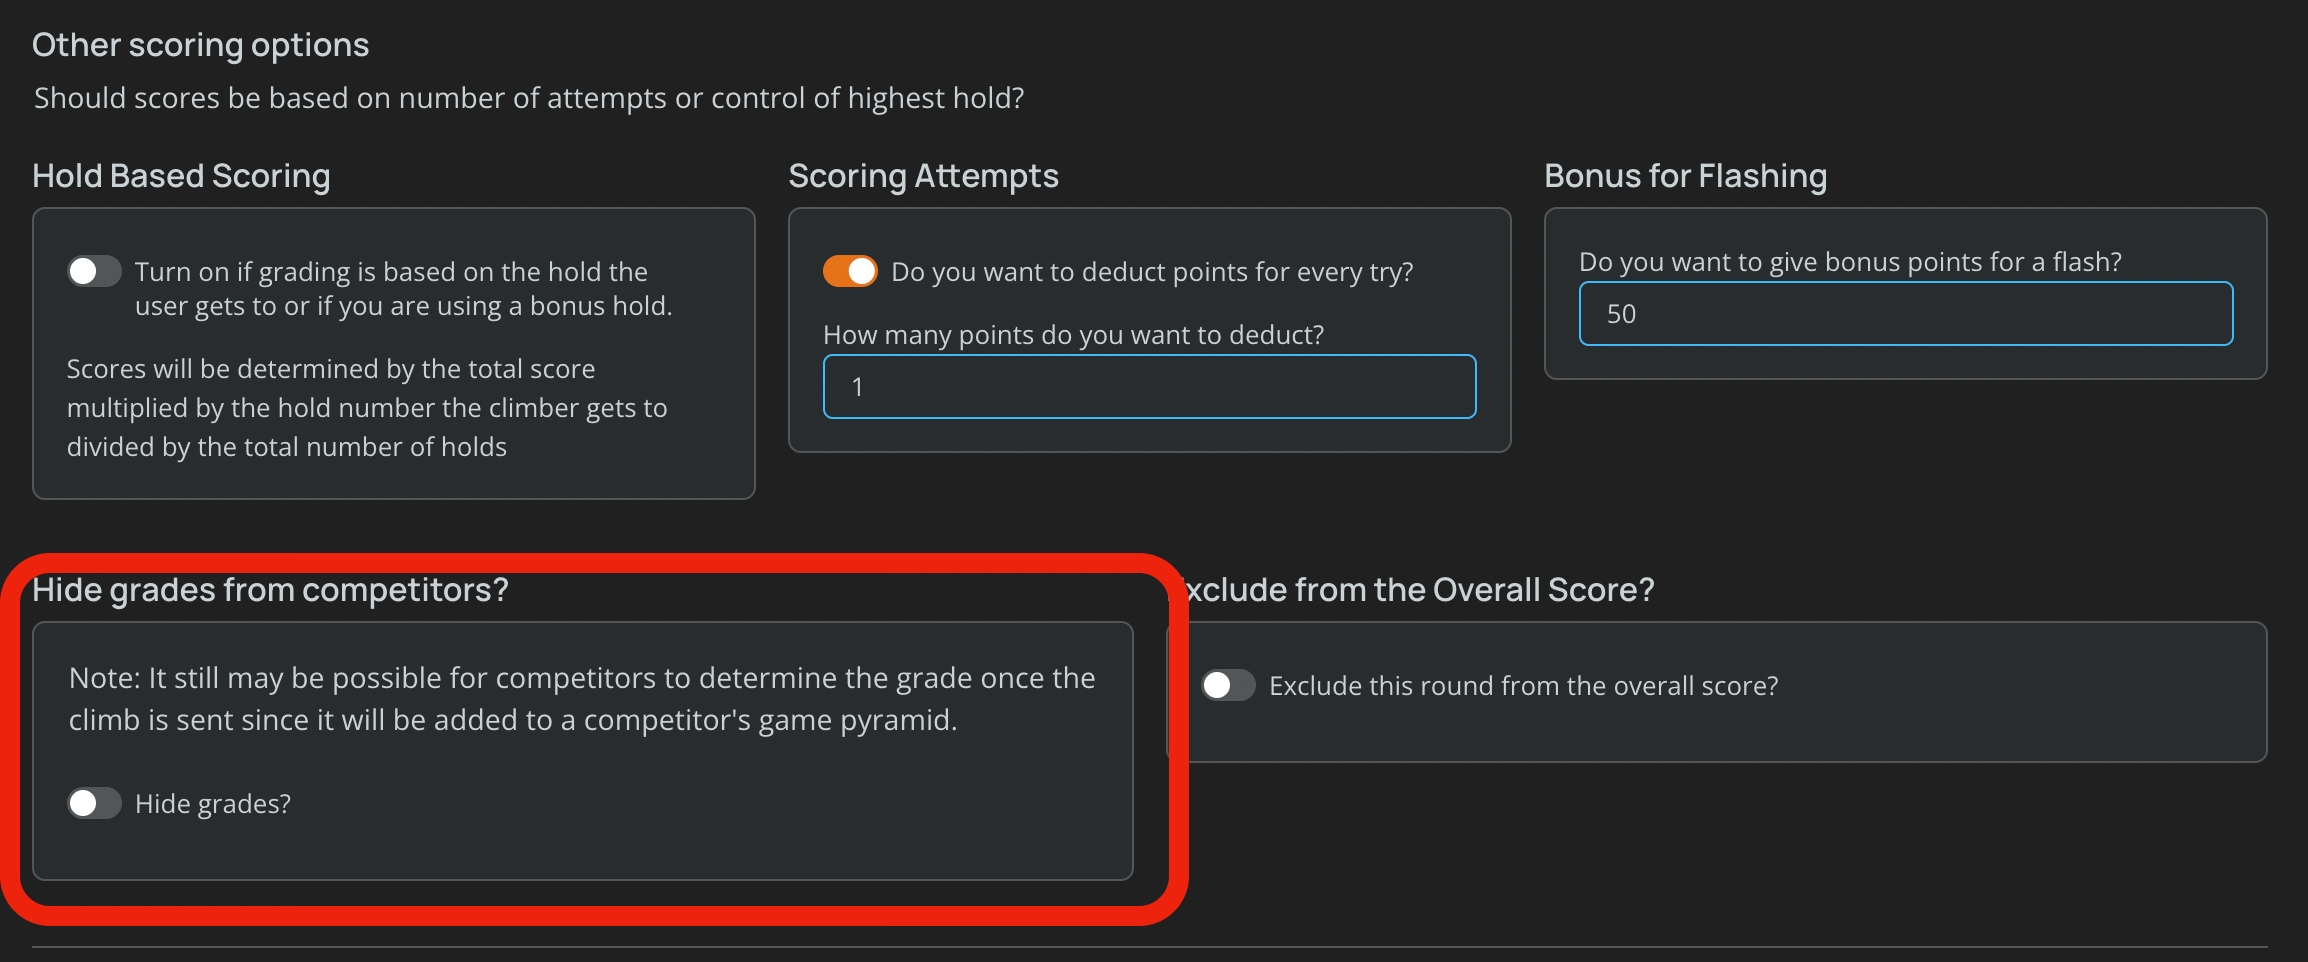 Other scoring options
Should scores be based on number of attempts or control of highest hold?
Hold Based Scoring
Turn on if grading is based on the hold the
user gets to or if you are using a bonus hold.
Scores will be determined by the total score
multiplied by the hold number the climber gets to
divided by the total number of holds
Scoring Attempts
Do you want to deduct points for every try?
How many points do you want to deduct?
1
Bonus for Flashing
Do you want to give bonus points for a flash?
50
Hide grades from competitors?
Note: It still may be possible for competitors to determine the grade once the
climb is sent since it will be added to a competitor's game pyramid.
Hide grades?
Exclude from the Overall Score?
Exclude this round from the overall score?